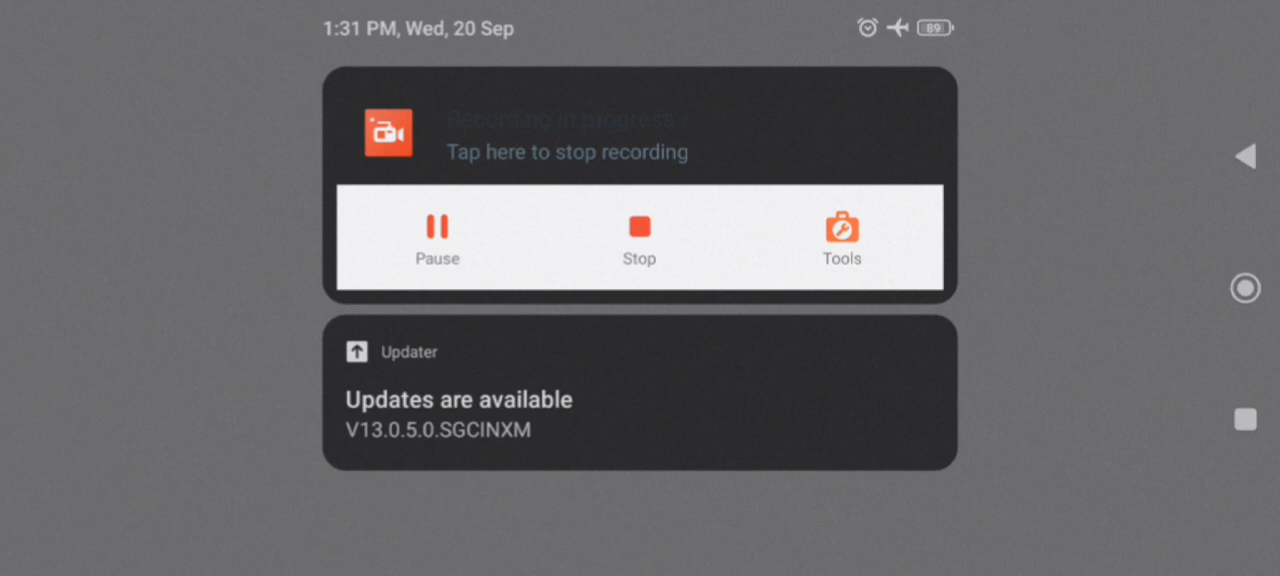 1:31 PM, Wed, 20 Sep
89
Recording in progress
Tap here to stop recording
Pause
Stop
Tools
Updater
Updates are available
V13.0.5.0.SGCINXM